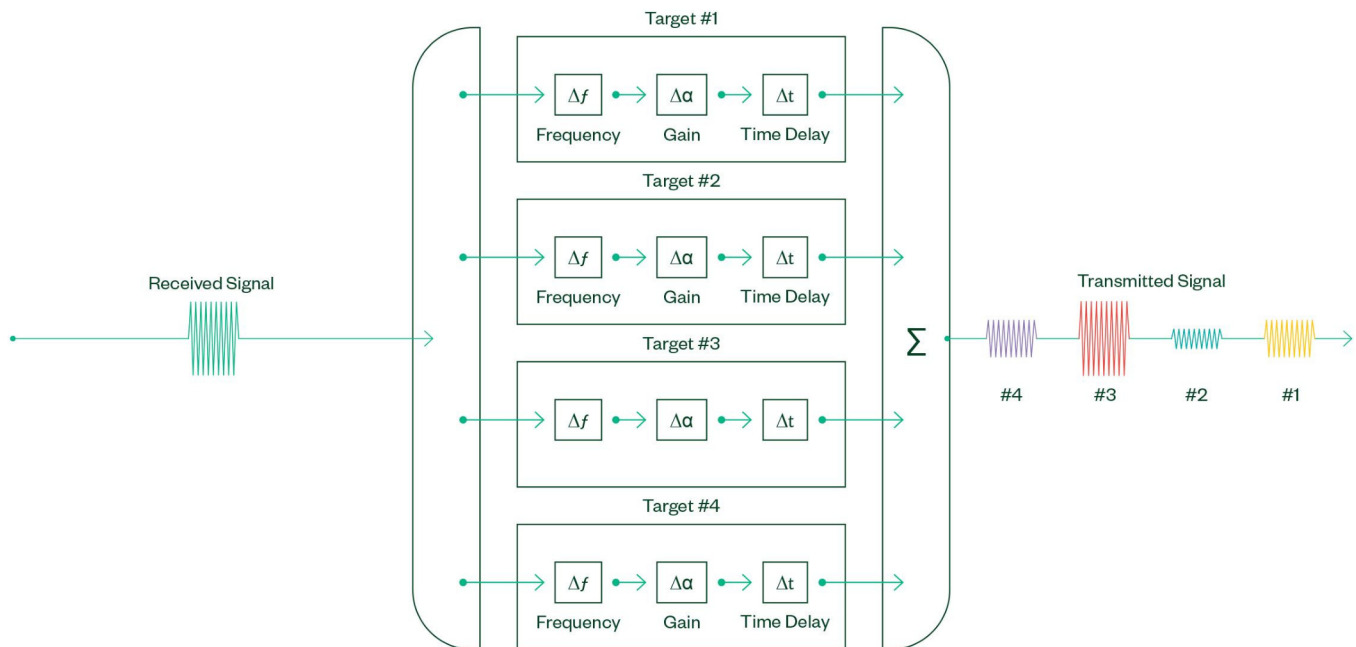 Target #1
Δf Δα Δt
Frequency Gain Time Delay
Target #2
Δf Δα Δt
Frequency Gain Time Delay
Received Signal
Transmitted Signal
Σ
Target #3
#4 #3 #2 #1
Δf Δα Δt
Target #4
Δf Δα Δt
Frequency Gain Time Delay